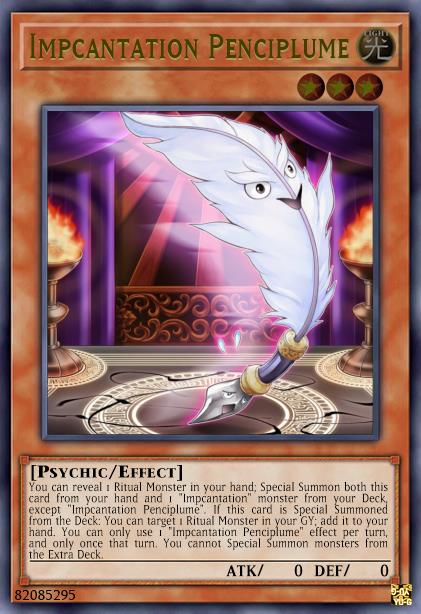 IMPCANTATION PENCIPLUME
LIGHT
光
[PSYCHIC/EFFECT]
You can reveal 1 Ritual Monster in your hand; Special Summon both this
card from your hand and 1 "Impcantation" monster from your Deck,
except "Impcantation Penciplume". If this card is Special Summoned
from the Deck: You can target 1 Ritual Monster in your GY; add it to your
hand. You can only use 1 "Impcantation Penciplume" effect per turn,
and only once that turn. You cannot Special Summon monsters from
the Extra Deck.
ATK/ 0 DEF/ 0
82085295